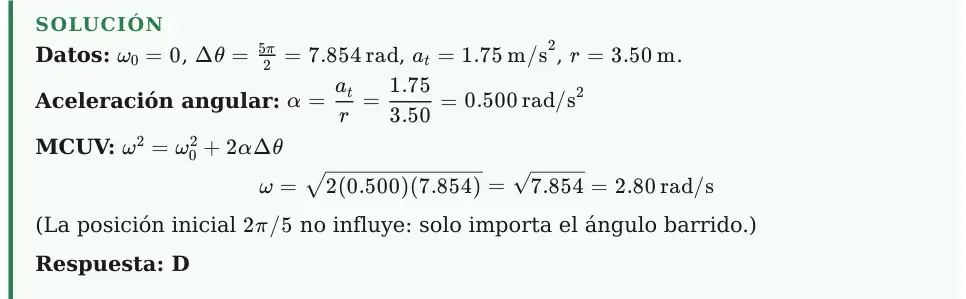 SOLUCIÓN
Datos: ω₀ = 0, Δθ = 5π/2 = 7.854 rad, aₜ = 1.75 m/s², r = 3.50 m.
Aceleración angular: α = aₜ/r = 1.75/3.50 = 0.500 rad/s²
MCUV: ω² = ω₀² + 2αΔθ
ω = √(2(0.500)(7.854)) = √7.854 = 2.80 rad/s
(La posición inicial 2π/5 no influye: solo importa el ángulo barrido.)
Respuesta: D